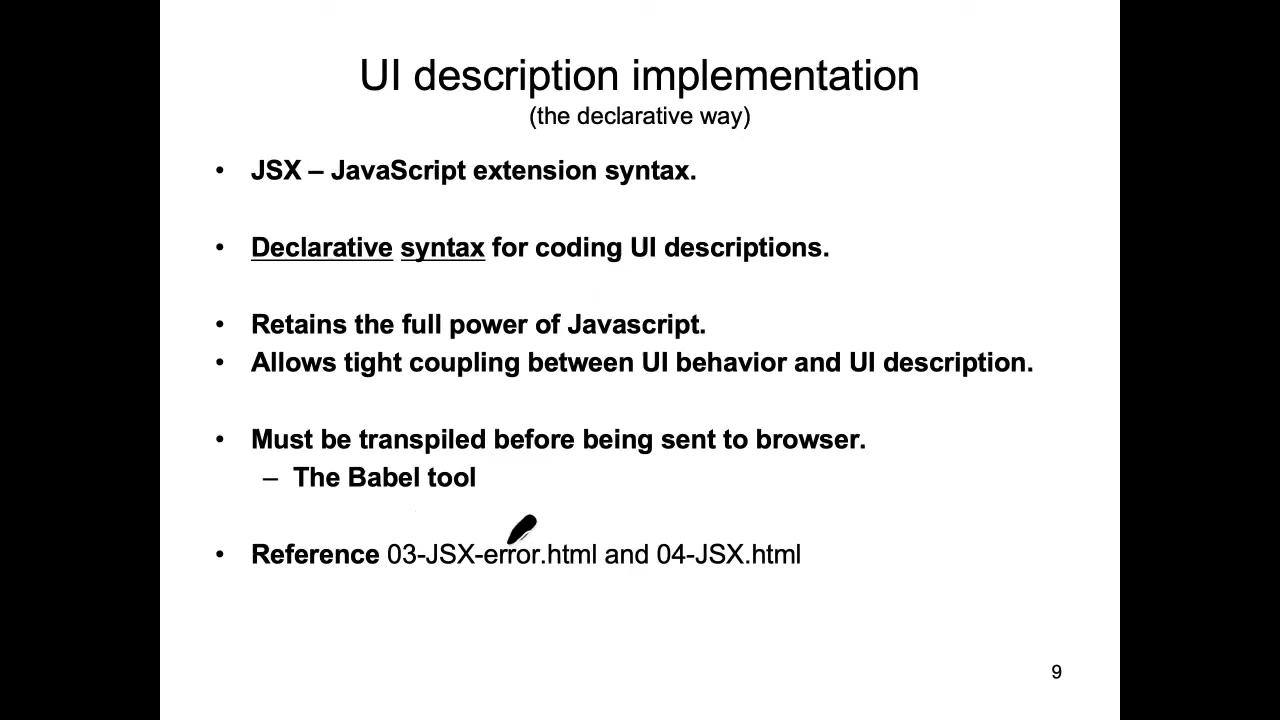 UI description implementation
(the declarative way)
• JSX – JavaScript extension syntax.
• Declarative syntax for coding UI descriptions.
• Retains the full power of Javascript.
• Allows tight coupling between UI behavior and UI description.
• Must be transpiled before being sent to browser.
– The Babel tool
• Reference 03-JSX-error.html and 04-JSX.html
9